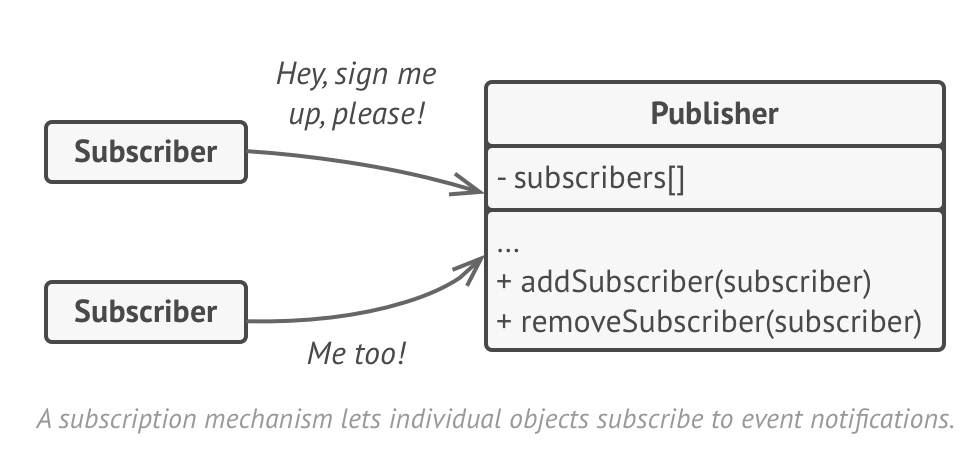 Hey, sign me
up, please!
Subscriber
Subscriber
Me too!
Publisher
- subscribers[]
...
+ addSubscriber(subscriber)
+ removeSubscriber(subscriber)
A subscription mechanism lets individual objects subscribe to event notifications.